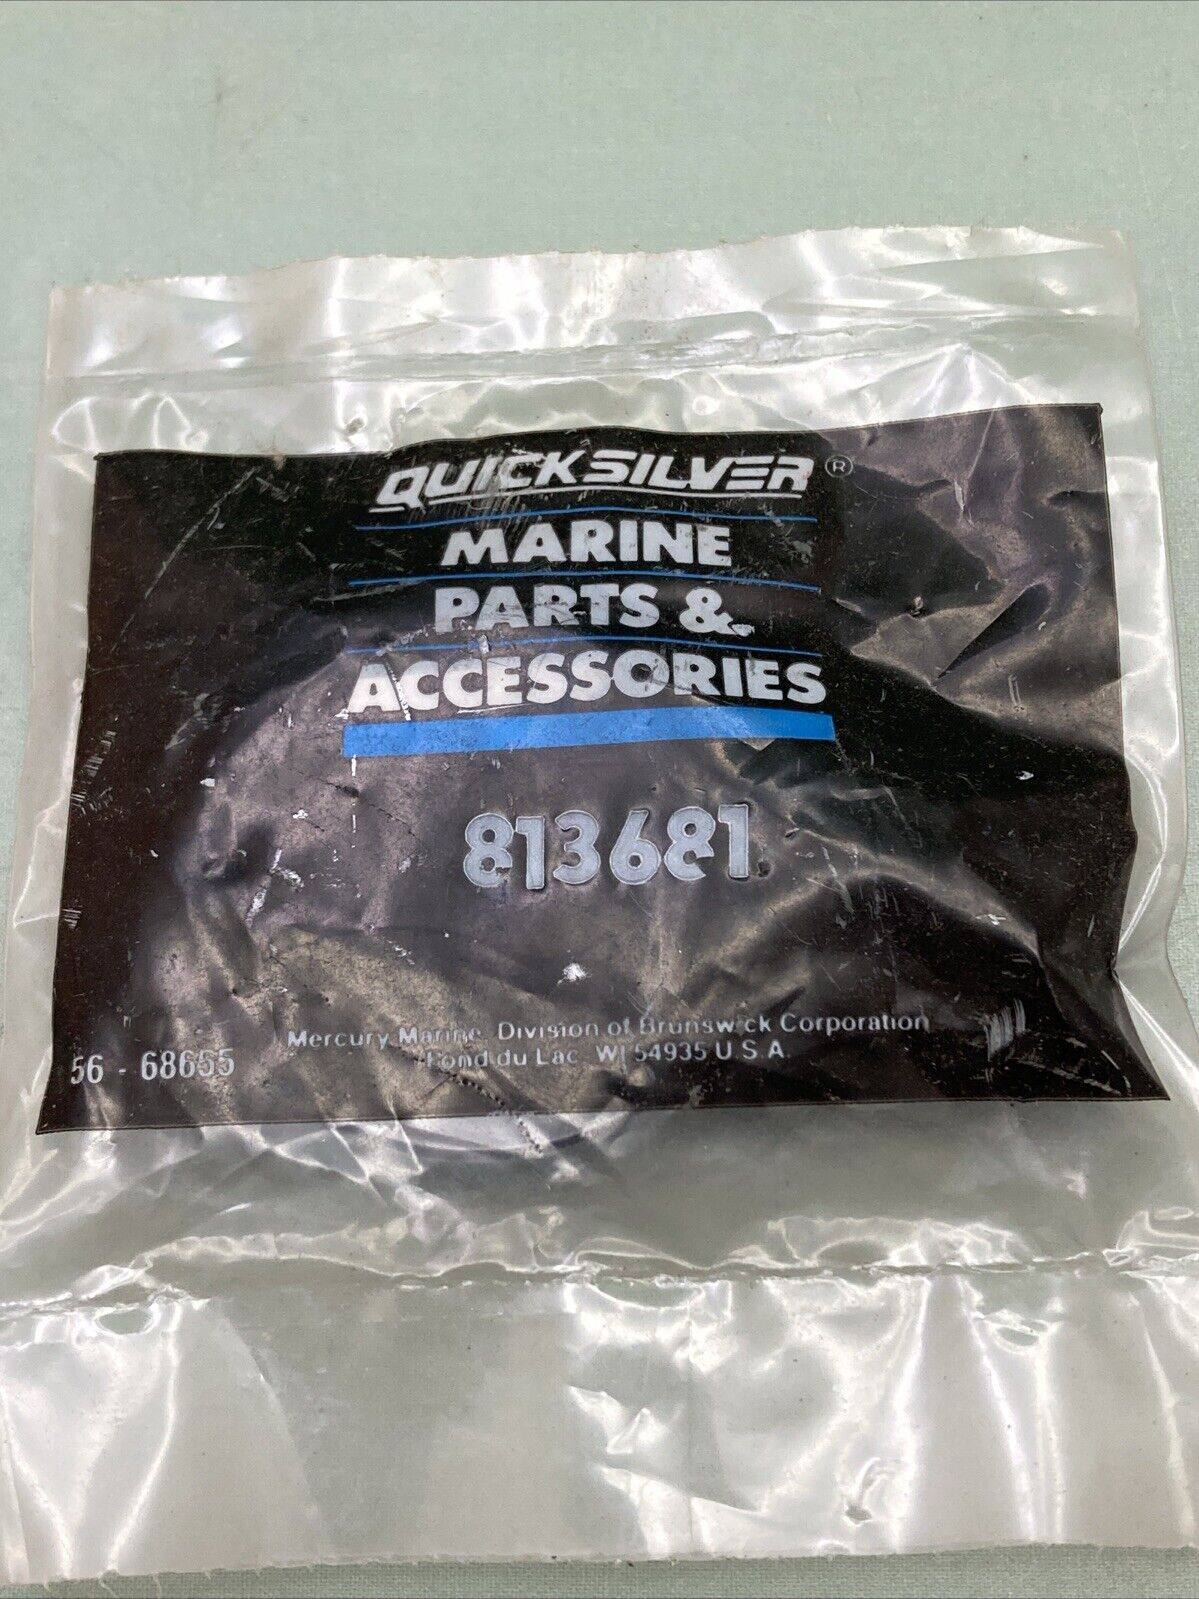 QUICKSILVER ®
MARINE
PARTS &
ACCESSORIES
813681
Mercury Marine Division of Brunswick Corporation
Fond du Lac, WI 54935 U.S.A.
56 - 68655